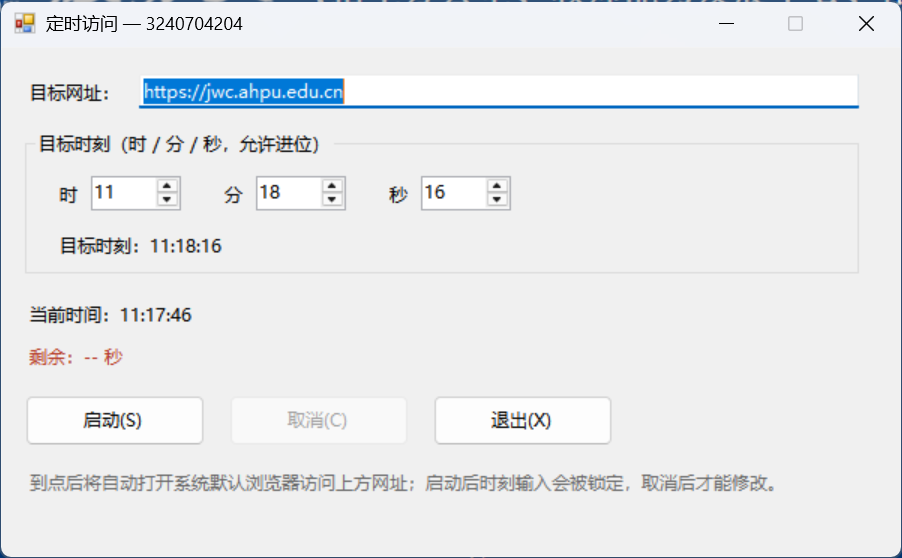 定时访问 — 3240704204
目标网址： https://jwc.ahpu.edu.cn
目标时刻（时 / 分 / 秒，允许进位）
时 11 分 18 秒 16
目标时刻：11:18:16
当前时间：11:17:46
剩余：-- 秒
启动(S) 取消(C) 退出(X)
到点后将自动打开系统默认浏览器访问上方网址；启动后时刻输入会被锁定，取消后才能修改。